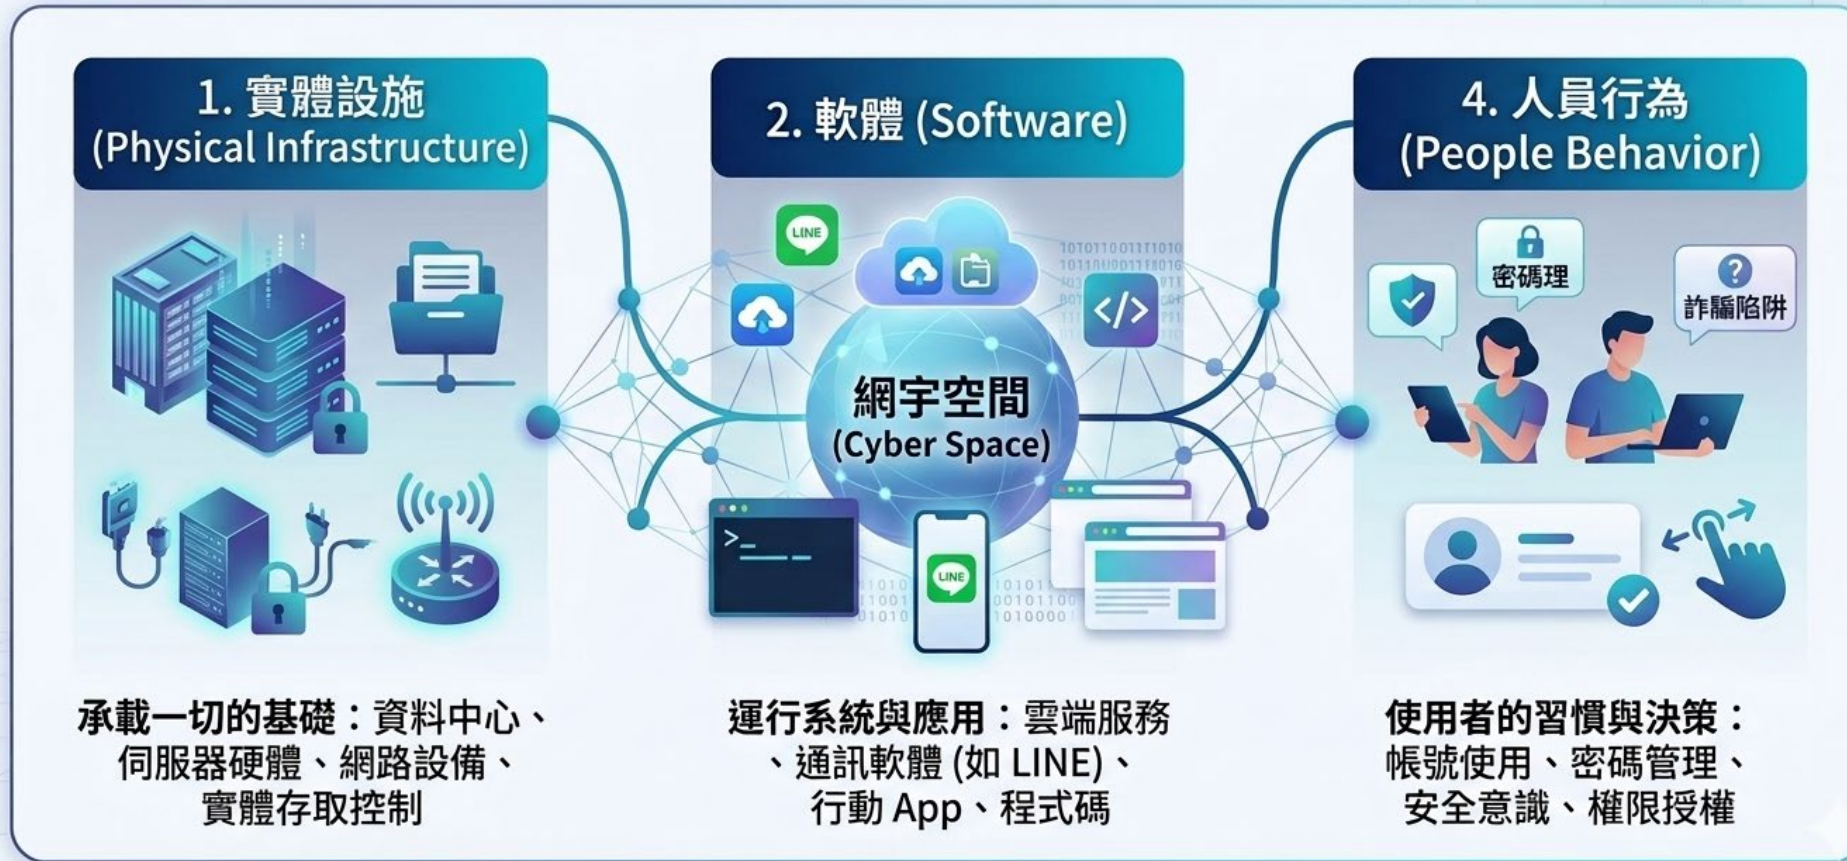 1. 實體設施
(Physical Infrastructure)
承載一切的基礎：資料中心、
伺服器硬體、網路設備、
實體存取控制
2. 軟體 (Software)
LINE
</>
網宇空間
(Cyber Space)
>_
LINE
運行系統與應用：雲端服務
、通訊軟體 (如 LINE)、
行動 App、程式碼
4. 人員行為
(People Behavior)
密碼理
?
詐騙陷阱
使用者的習慣與決策：
帳號使用、密碼管理、
安全意識、權限授權